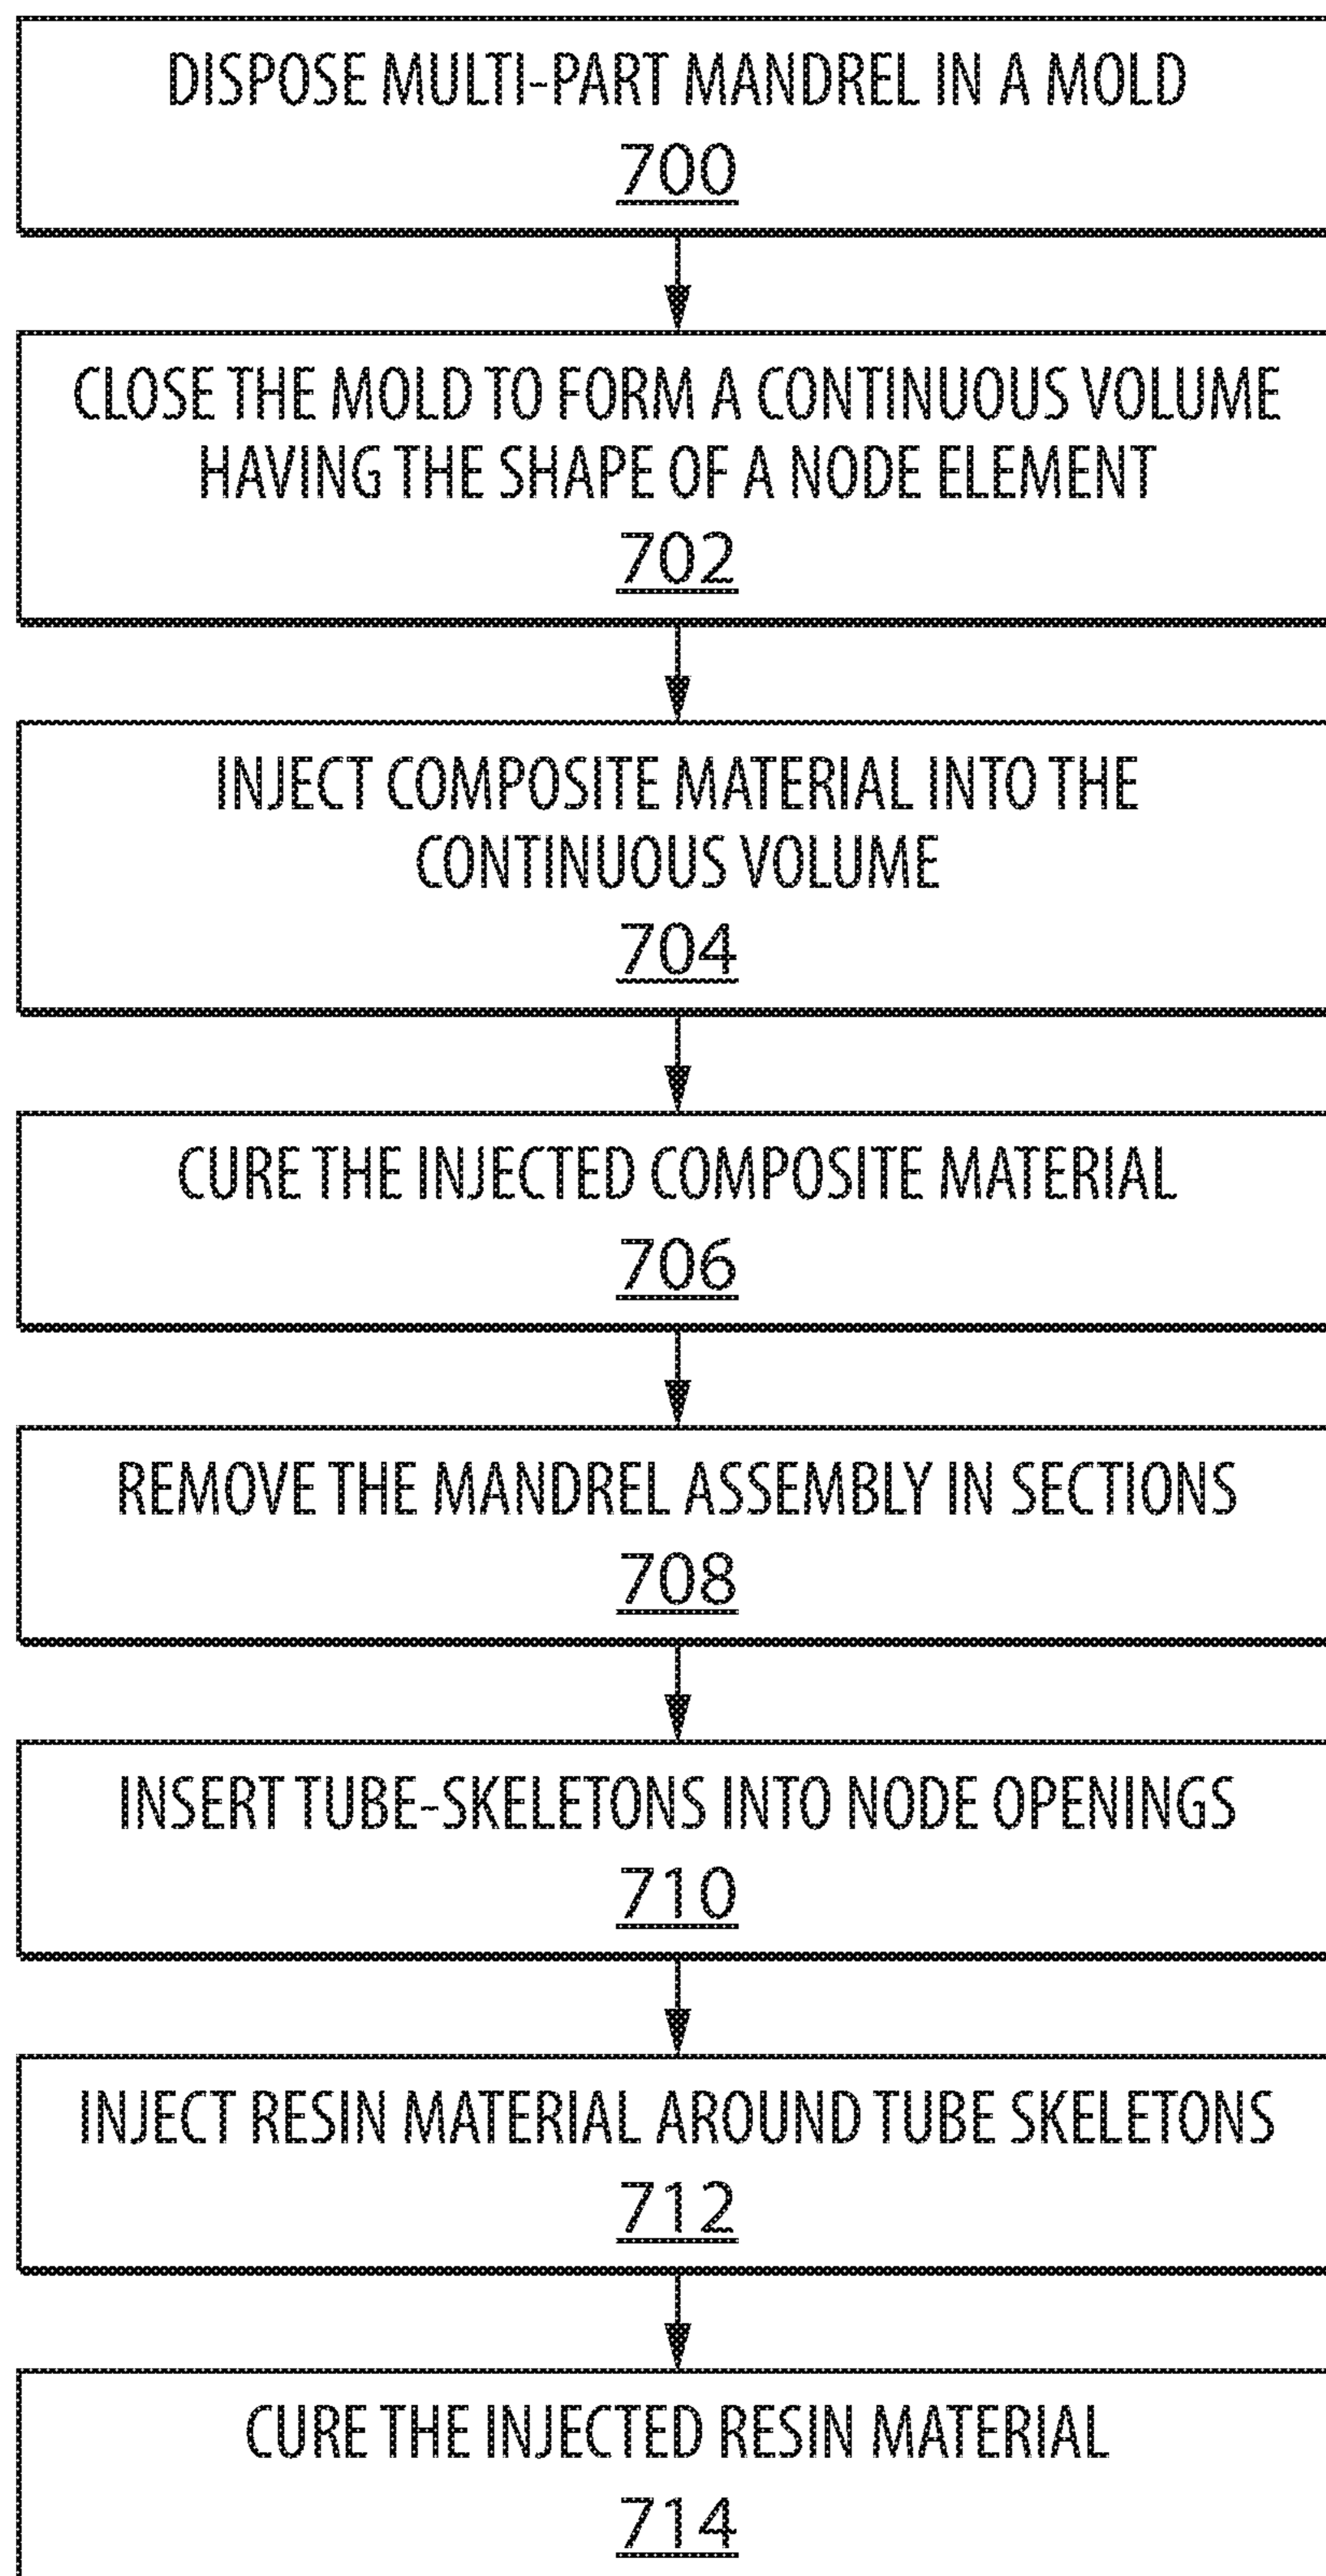 DISPOSE MULTI-PART MANDREL IN A MOLD
700
CLOSE THE MOLD TO FORM A CONTINUOUS VOLUME
HAVING THE SHAPE OF A NODE ELEMENT
702
INJECT COMPOSITE MATERIAL INTO THE
CONTINUOUS VOLUME
704
CURE THE INJECTED COMPOSITE MATERIAL
706
REMOVE THE MANDREL ASSEMBLY IN SECTIONS
708
INSERT TUBE-SKELETONS INTO NODE OPENINGS
710
INJECT RESIN MATERIAL AROUND TUBE SKELETONS
712
CURE THE INJECTED RESIN MATERIAL
714